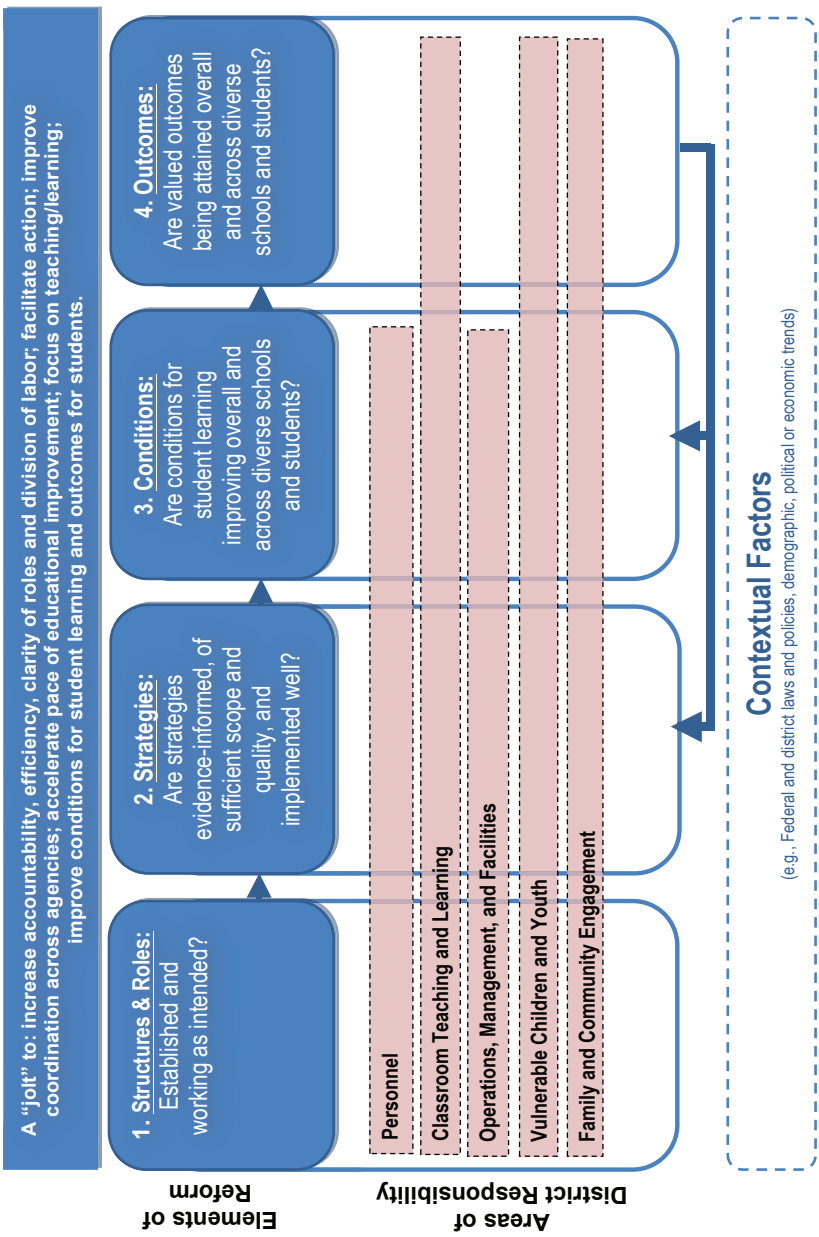 A “jolt” to: increase accountability, efficiency, clarity of roles and division of labor; facilitate action; improve
coordination across agencies; accelerate pace of educational improvement; focus on teaching/learning;
improve conditions for student learning and outcomes for students.
Elements of
Reform
1. Structures & Roles:
Established and
working as intended?
2. Strategies:
Are strategies
evidence-informed, of
sufficient scope and
quality, and
implemented well?
3. Conditions:
Are conditions for
student learning
improving overall and
across diverse schools
and students?
4. Outcomes:
Are valued outcomes
being attained overall
and across diverse
schools and students?
Areas of
District Responsibility
Personnel
Classroom Teaching and Learning
Operations, Management, and Facilities
Vulnerable Children and Youth
Family and Community Engagement
Contextual Factors
(e.g., Federal and district laws and policies, demographic, political or economic trends)